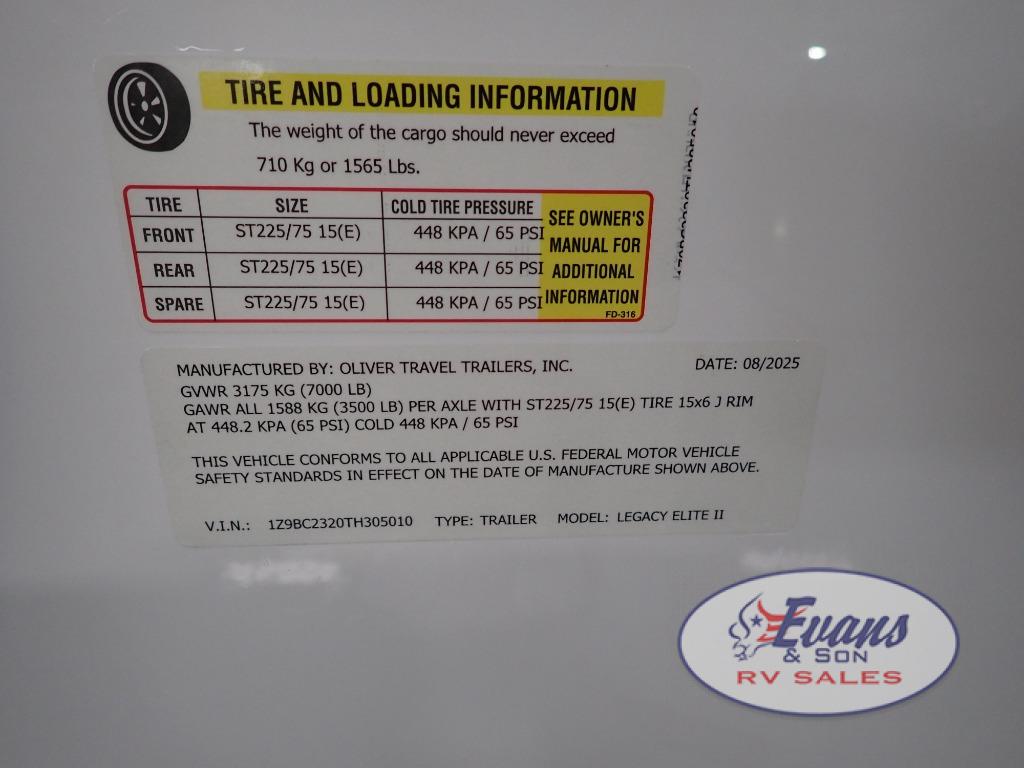 TIRE AND LOADING INFORMATION
The weight of the cargo should never exceed
710 Kg or 1565 Lbs.
TIRE SIZE COLD TIRE PRESSURE
FRONT ST225/75 15(E) 448 KPA / 65 PSI
REAR ST225/75 15(E) 448 KPA / 65 PSI
SPARE ST225/75 15(E) 448 KPA / 65 PSI
SEE OWNER'S
MANUAL FOR
ADDITIONAL
INFORMATION
FD-316
MANUFACTURED BY: OLIVER TRAVEL TRAILERS, INC. DATE: 08/2025
GVWR 3175 KG (7000 LB)
GAWR ALL 1588 KG (3500 LB) PER AXLE WITH ST225/75 15(E) TIRE 15x6 J RIM
AT 448.2 KPA (65 PSI) COLD 448 KPA / 65 PSI
THIS VEHICLE CONFORMS TO ALL APPLICABLE U.S. FEDERAL MOTOR VEHICLE
SAFETY STANDARDS IN EFFECT ON THE DATE OF MANUFACTURE SHOWN ABOVE.
V.I.N.: 1Z9BC2320TH305010 TYPE: TRAILER MODEL: LEGACY ELITE II
Evans
& SON
RV SALES